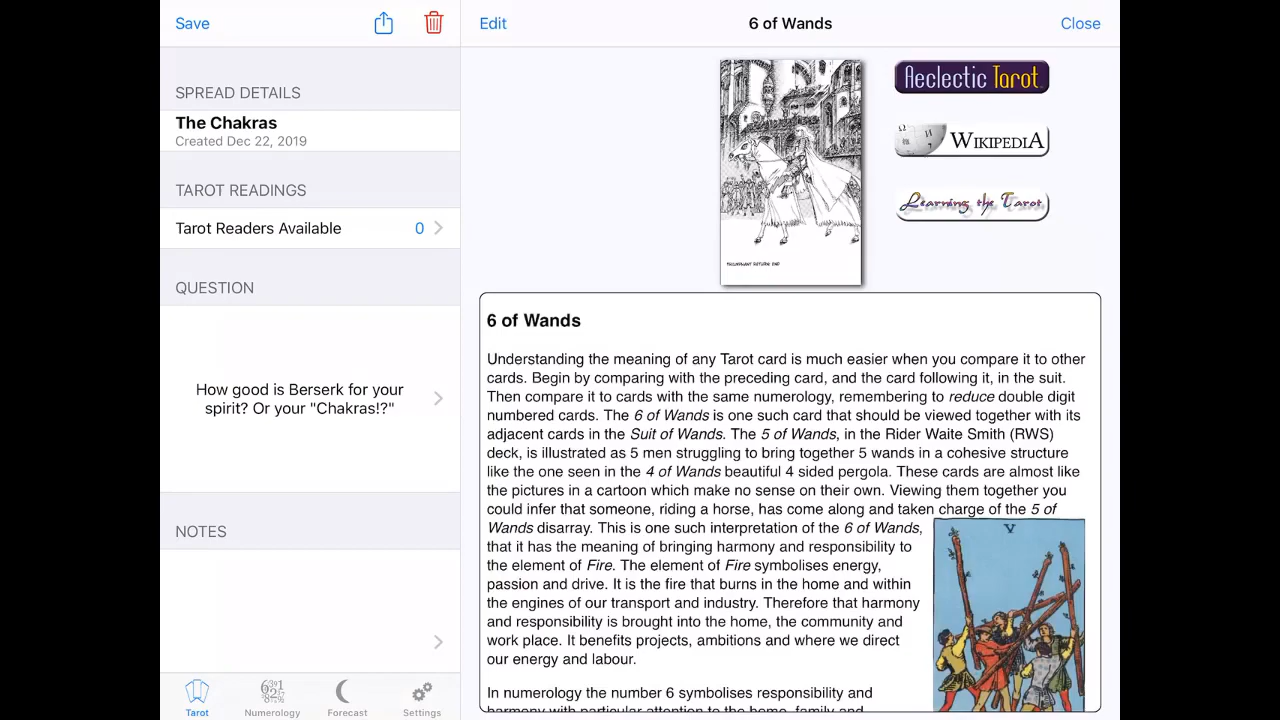 Save
Edit
6 of Wands
Close
SPREAD DETAILS
The Chakras
Created Dec 22, 2019
TAROT READINGS
Tarot Readers Available
0
QUESTION
How good is Berserk for your
spirit? Or your "Chakras!?"
NOTES
Tarot
Numerology
Forecast
Settings
Aeclectic Tarot
WIKIPEDIA
Learning the Tarot
TRIUMPHANT RETURN END
6 of Wands
Understanding the meaning of any Tarot card is much easier when you compare it to other
cards. Begin by comparing with the preceding card, and the card following it, in the suit.
Then compare it to cards with the same numerology, remembering to reduce double digit
numbered cards. The 6 of Wands is one such card that should be viewed together with its
adjacent cards in the Suit of Wands. The 5 of Wands, in the Rider Waite Smith (RWS)
deck, is illustrated as 5 men struggling to bring together 5 wands in a cohesive structure
like the one seen in the 4 of Wands beautiful 4 sided pergola. These cards are almost like
the pictures in a cartoon which make no sense on their own. Viewing them together you
could infer that someone, riding a horse, has come along and taken charge of the 5 of
Wands disarray. This is one such interpretation of the 6 of Wands,
that it has the meaning of bringing harmony and responsibility to
the element of Fire. The element of Fire symbolises energy,
passion and drive. It is the fire that burns in the home and within
the engines of our transport and industry. Therefore that harmony
and responsibility is brought into the home, the community and
work place. It benefits projects, ambitions and where we direct
our energy and labour.
V
In numerology the number 6 symbolises responsibility and
harmony with particular attention to the home, family and